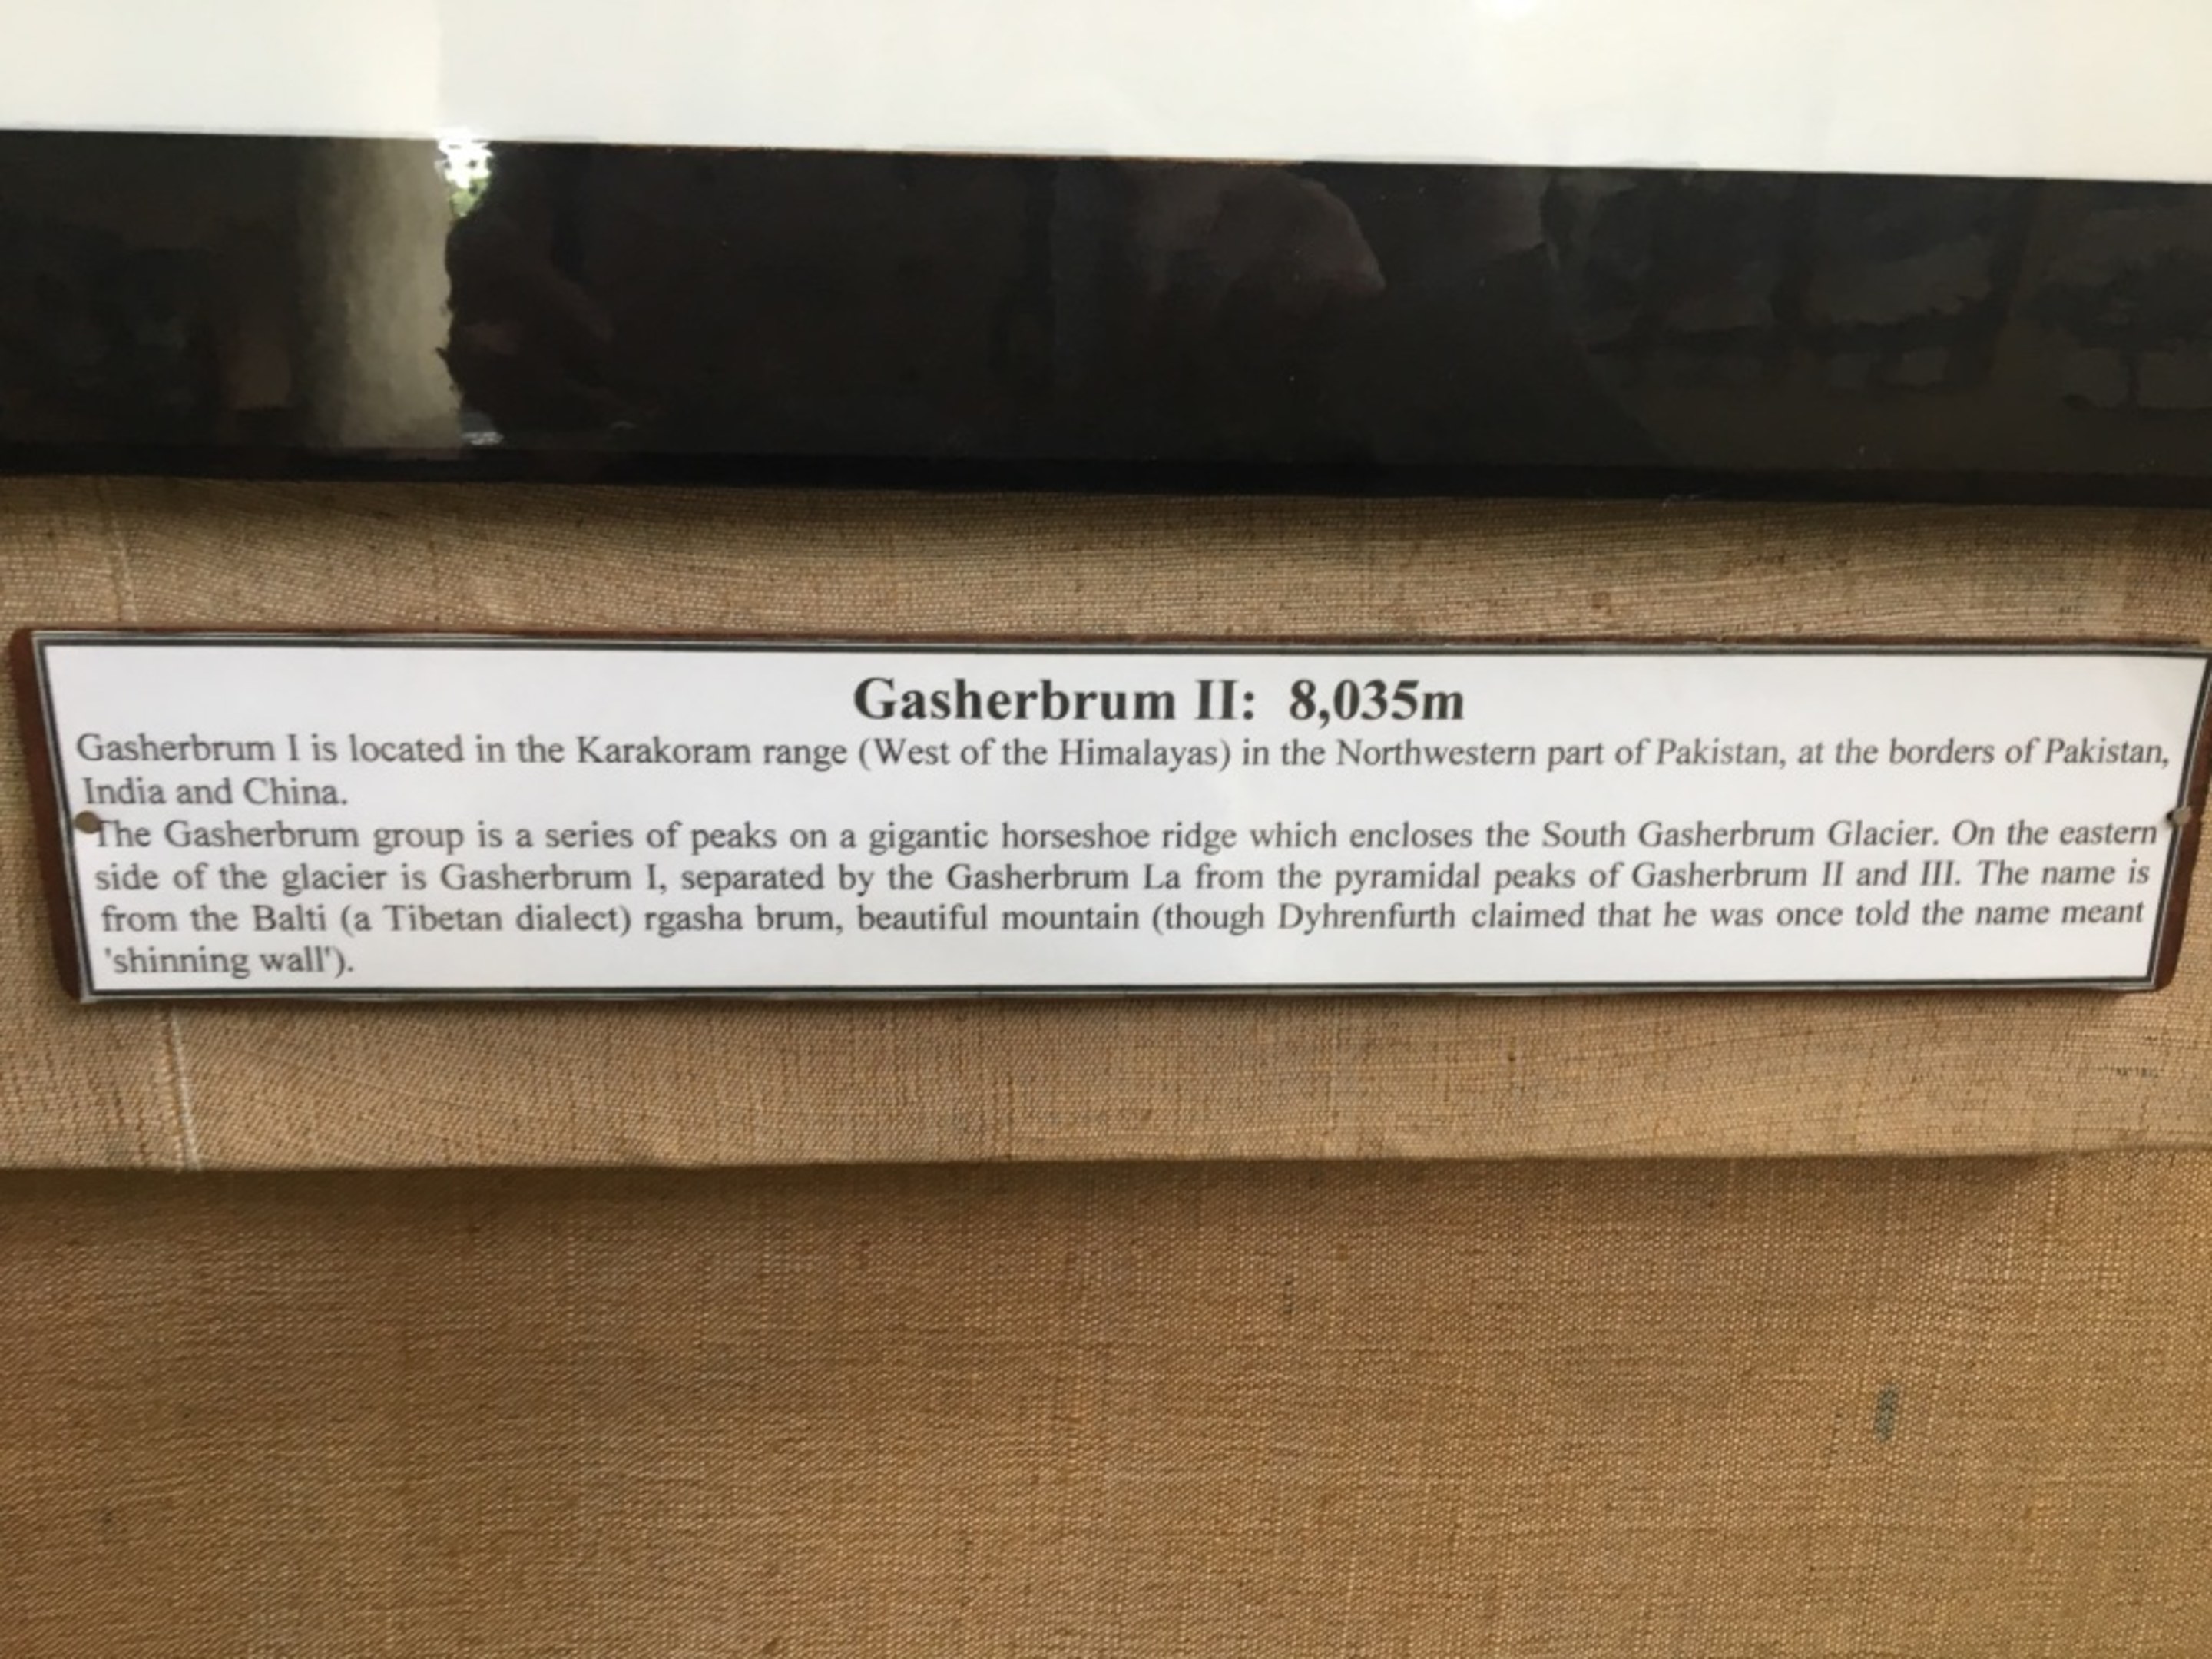 Gasherbrum II: 8,035m
Gasherbrum I is located in the Karakoram range (West of the Himalayas) in the Northwestern part of Pakistan, at the borders of Pakistan,
India and China.
The Gasherbrum group is a series of peaks on a gigantic horseshoe ridge which encloses the South Gasherbrum Glacier. On the eastern
side of the glacier is Gasherbrum I, separated by the Gasherbrum La from the pyramidal peaks of Gasherbrum II and III. The name is
from the Balti (a Tibetan dialect) rgasha brum, beautiful mountain (though Dyhrenfurth claimed that he was once told the name meant
'shinning wall').